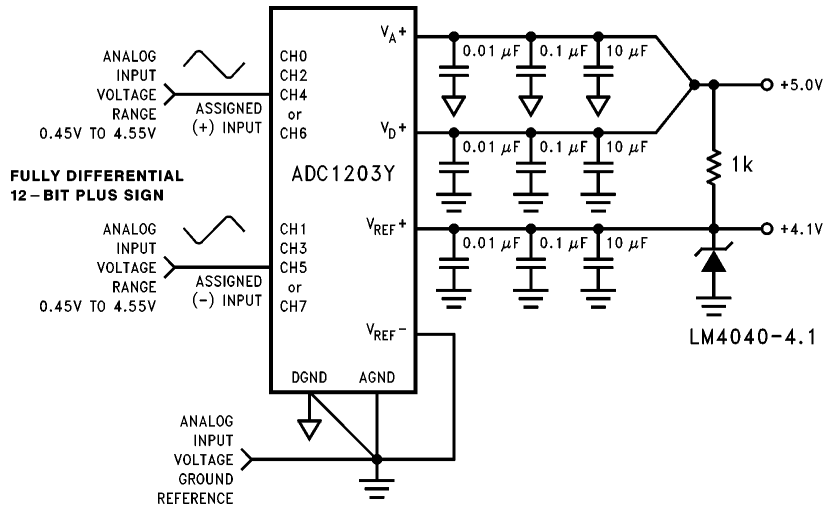 ANALOG
INPUT
VOLTAGE
RANGE
0.45V TO 4.55V
ASSIGNED
(+) INPUT
CH0
CH2
CH4
or
CH6
FULLY DIFFERENTIAL
12–BIT PLUS SIGN
ANALOG
INPUT
VOLTAGE
RANGE
0.45V TO 4.55V
ASSIGNED
(–) INPUT
CH1
CH3
CH5
or
CH7
ADC1203Y
VA+
0.01 µF 0.1 µF 10 µF
+5.0V
VD+
0.01 µF 0.1 µF 10 µF
1k
VREF+
0.01 µF 0.1 µF 10 µF
+4.1V
LM4040-4.1
VREF-
DGND AGND
ANALOG
INPUT
VOLTAGE
GROUND
REFERENCE